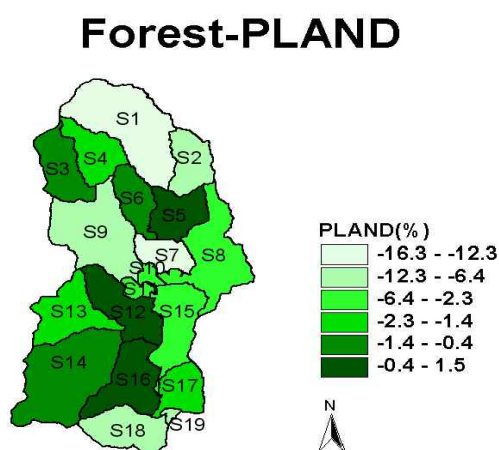 Forest-PLAND
S1
S2
S3
S4
S5
S6
S7
S8
S9
S10
S12
S13
S14
S15
S16
S17
S18
S19
PLAND(%)
-16.3 - -12.3
-12.3 - -6.4
-6.4 - -2.3
-2.3 - -1.4
-1.4 - -0.4
-0.4 - 1.5
N